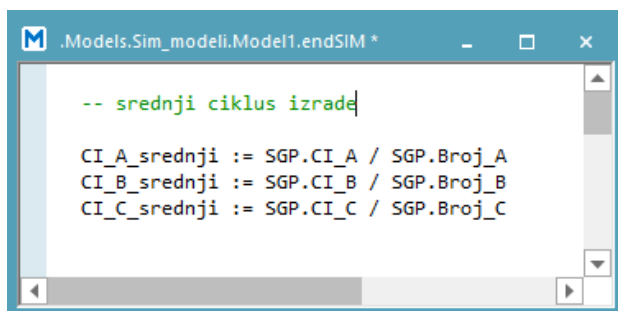 M .Models.Sim_modeli.Model1.endSIM *
-- srednji ciklus izrade
CI_A_srednji := SGP.CI_A / SGP.Broj_A
CI_B_srednji := SGP.CI_B / SGP.Broj_B
CI_C_srednji := SGP.CI_C / SGP.Broj_C